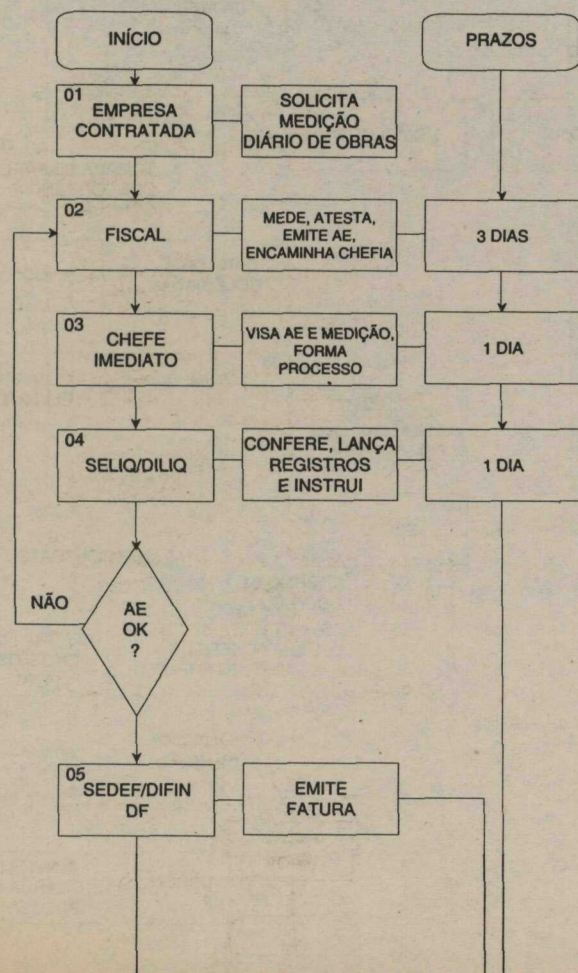 INÍCIO
PRAZOS
01
EMPRESA
CONTRATADA
SOLICITA
MEDIÇÃO
DIÁRIO DE OBRAS
02
FISCAL
MEDE, ATESTA,
EMITE AE,
ENCAMINHA CHEFIA
3 DIAS
03
CHEFE
IMEDIATO
VISA AE E MEDIÇÃO,
FORMA
PROCESSO
1 DIA
04
SELIQ/DILIQ
CONFERE, LANÇA
REGISTROS
E INSTRUI
1 DIA
NÃO
AE
OK
?
05
SEDEF/DIFIN
DF
EMITE
FATURA